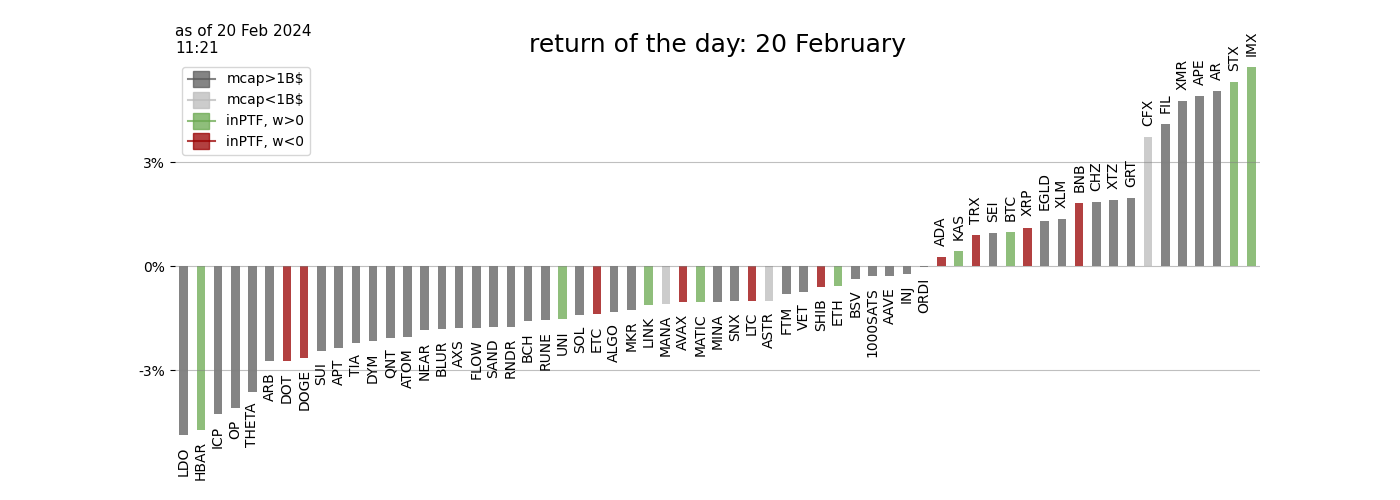 as of 20 Feb 2024
11:21
return of the day: 20 February
mcap>1B$
mcap<1B$
inPTF, w>0
inPTF, w<0
3%
0%
-3%
LDO
HBAR
ICP
OP
THETA
ARB
DOT
DOGE
SUI
APT
TIA
DYM
QNT
ATOM
NEAR
BLUR
AXS
FLOW
SAND
RNDR
BCH
RUNE
UNI
SOL
ETC
ALGO
MKR
LINK
MANA
AVAX
MATIC
MINA
SNX
LTC
ASTR
FTM
VET
SHIB
ETH
BSV
1000SATS
AAVE
INJ
ORDI
ADA
KAS
TRX
SEI
BTC
XRP
EGLD
XLM
BNB
CHZ
XTZ
GRT
CFX
FIL
XMR
APE
AR
STX
IMX